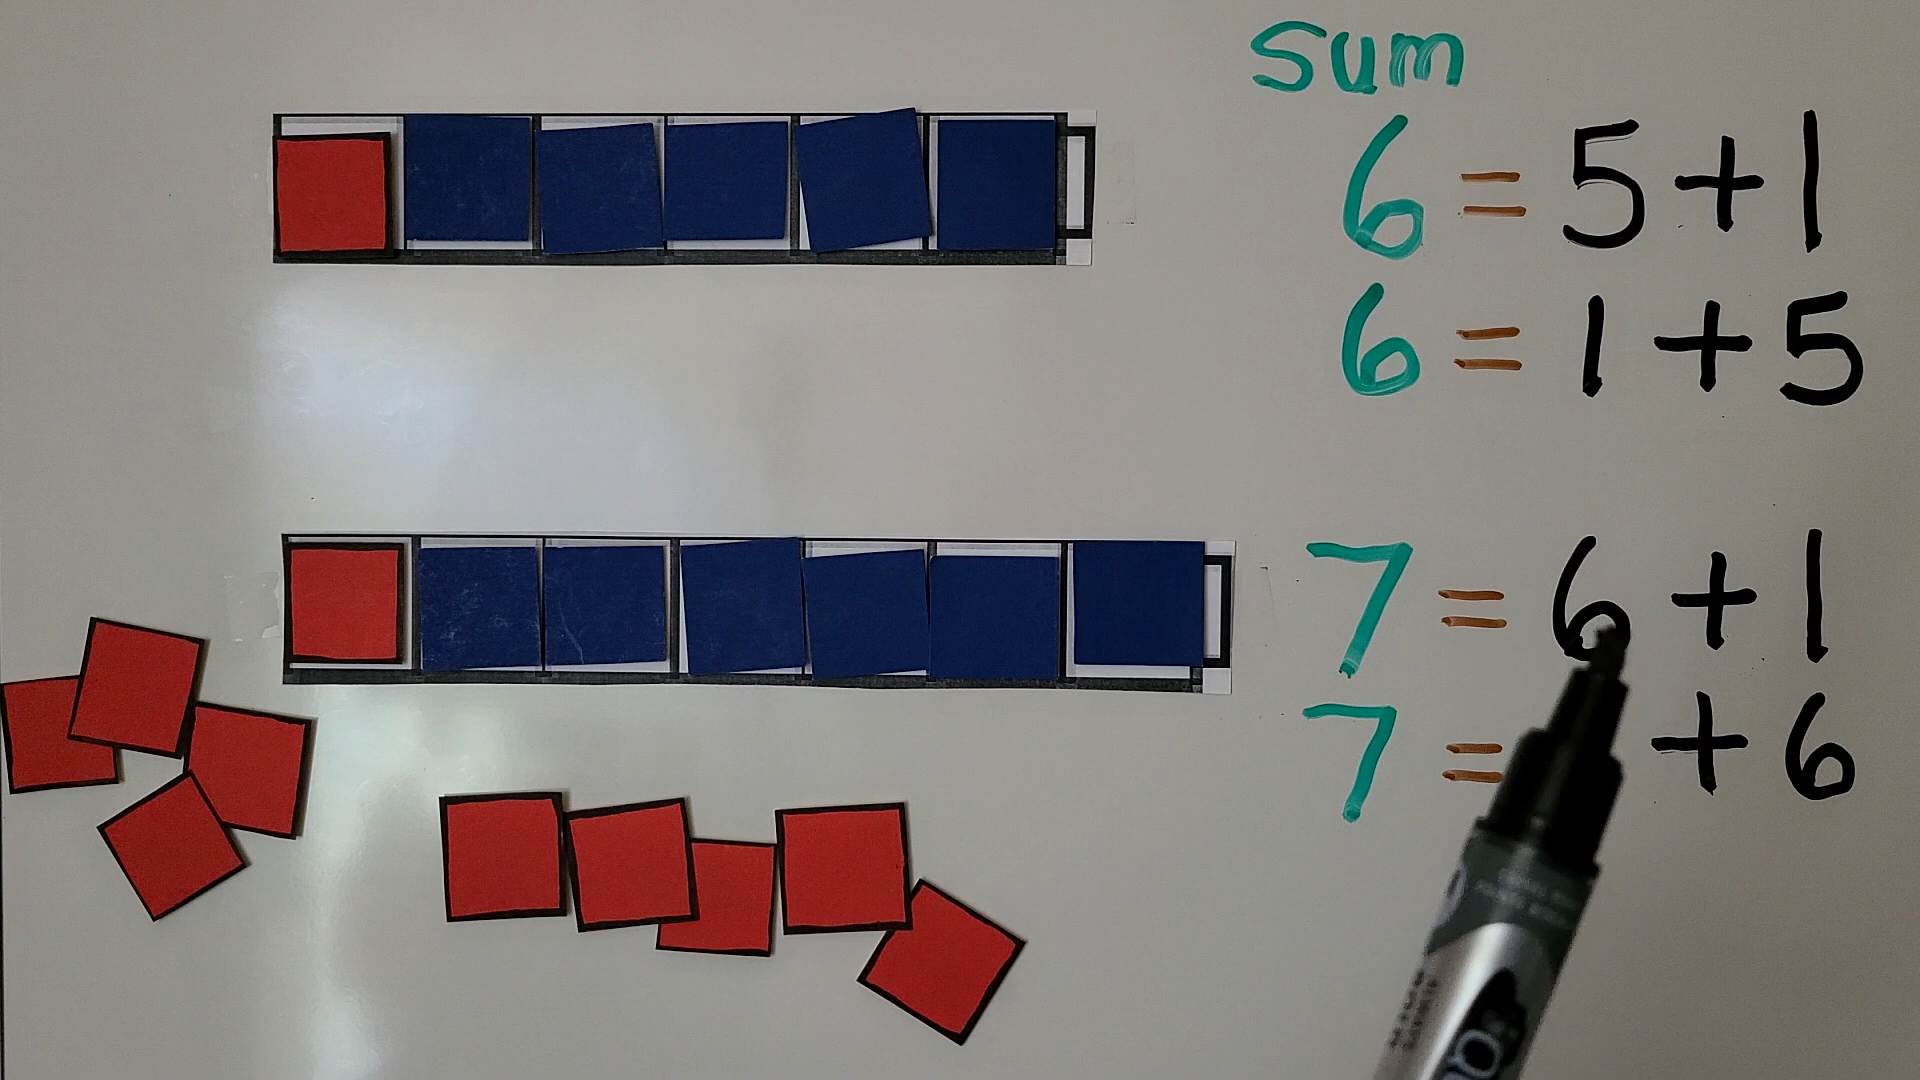 sum
6 = 5 + 1
6 = 1 + 5
7 = 6 + 1
7 = + 6